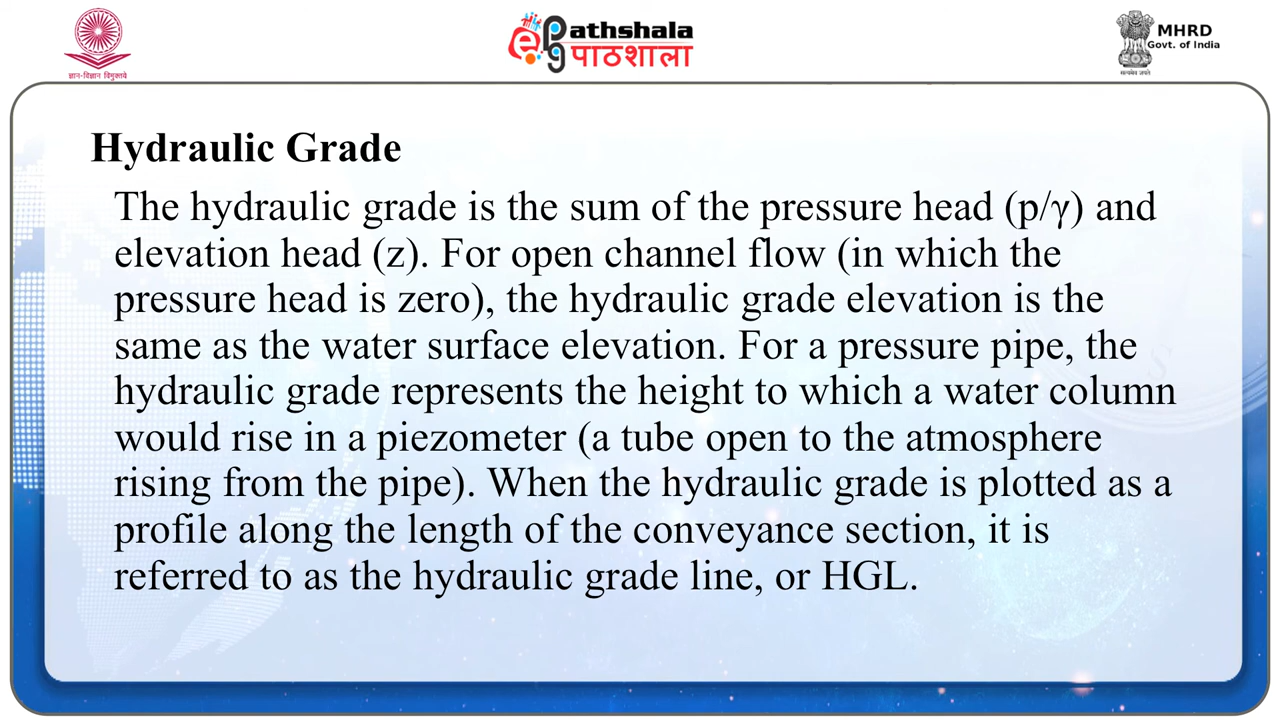 ज्ञान-विज्ञान विमुक्तये
Pathshala
पाठशाला
MHRD
Govt. of India
सत्यमेव जयते
Hydraulic Grade
The hydraulic grade is the sum of the pressure head (p/γ) and
elevation head (z). For open channel flow (in which the
pressure head is zero), the hydraulic grade elevation is the
same as the water surface elevation. For a pressure pipe, the
hydraulic grade represents the height to which a water column
would rise in a piezometer (a tube open to the atmosphere
rising from the pipe). When the hydraulic grade is plotted as a
profile along the length of the conveyance section, it is
referred to as the hydraulic grade line, or HGL.